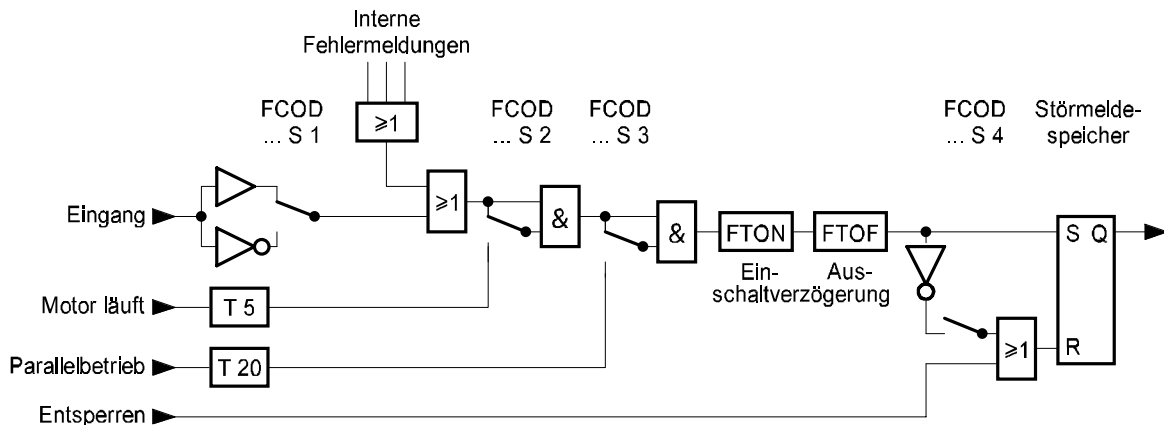 Interne
Fehlermeldungen
≥1
FCOD
... S 1
FCOD
... S 2
FCOD
... S 3
FCOD
... S 4
Störmelde-
speicher
Eingang
≥1
&
&
FTON
FTOF
S Q
Ein-
schaltverzögerung
Aus-
Motor läuft
T 5
Parallelbetrieb
T 20
≥1
R
Entsperren